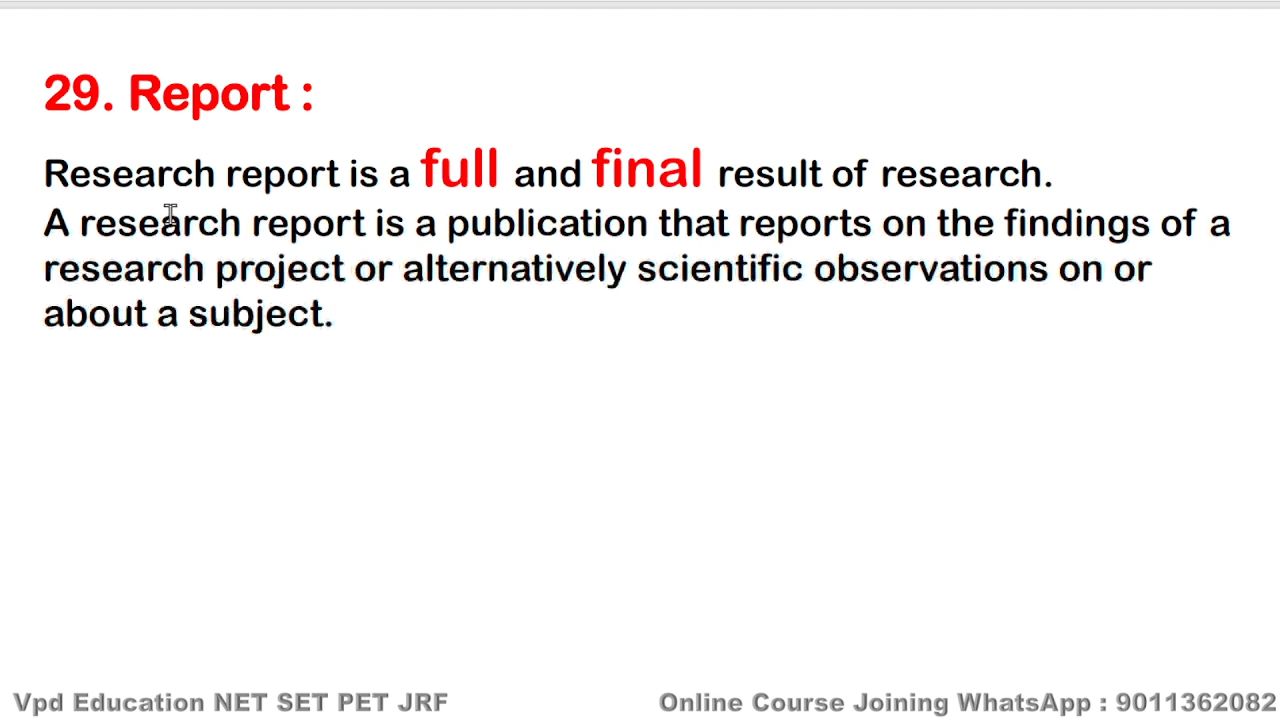 29. Report :
Research report is a full and final result of research.
A research report is a publication that reports on the findings of a
research project or alternatively scientific observations on or
about a subject.
Vpd Education NET SET PET JRF
Online Course Joining WhatsApp : 9011362082